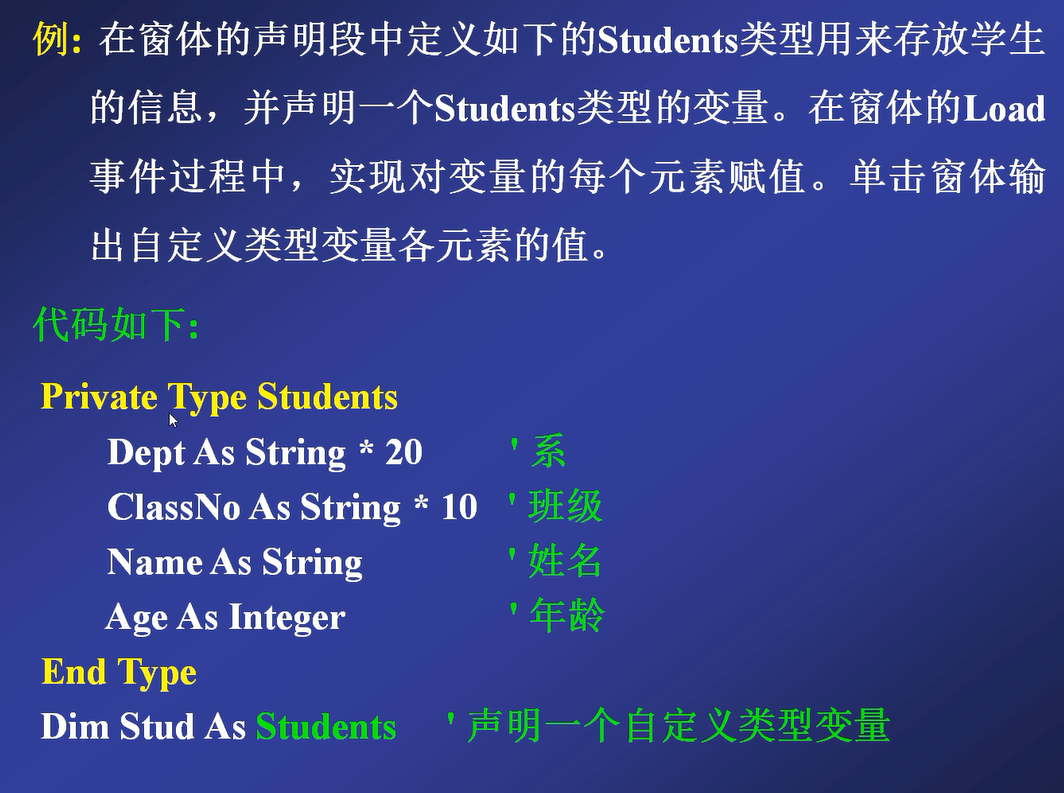 例: 在窗体的声明段中定义如下的Students类型用来存放学生
的信息，并声明一个Students类型的变量。在窗体的Load
事件过程中，实现对变量的每个元素赋值。单击窗体输
出自定义类型变量各元素的值。
代码如下:
Private Type Students
Dept As String * 20 ' 系
ClassNo As String * 10 ' 班级
Name As String ' 姓名
Age As Integer ' 年龄
End Type
Dim Stud As Students ' 声明一个自定义类型变量